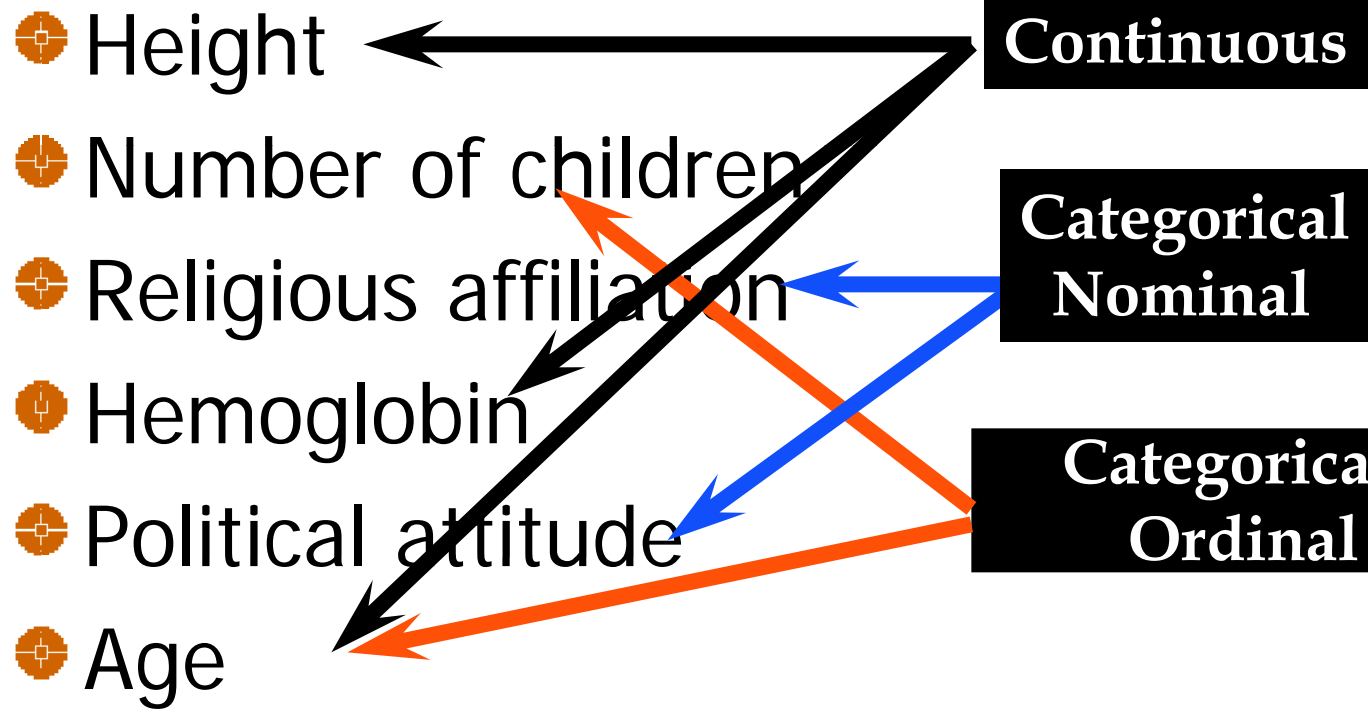 Height
Number of children
Religious affiliation
Hemoglobin
Political attitude
Age
Continuous
Categorical
Nominal
Categorica
Ordinal